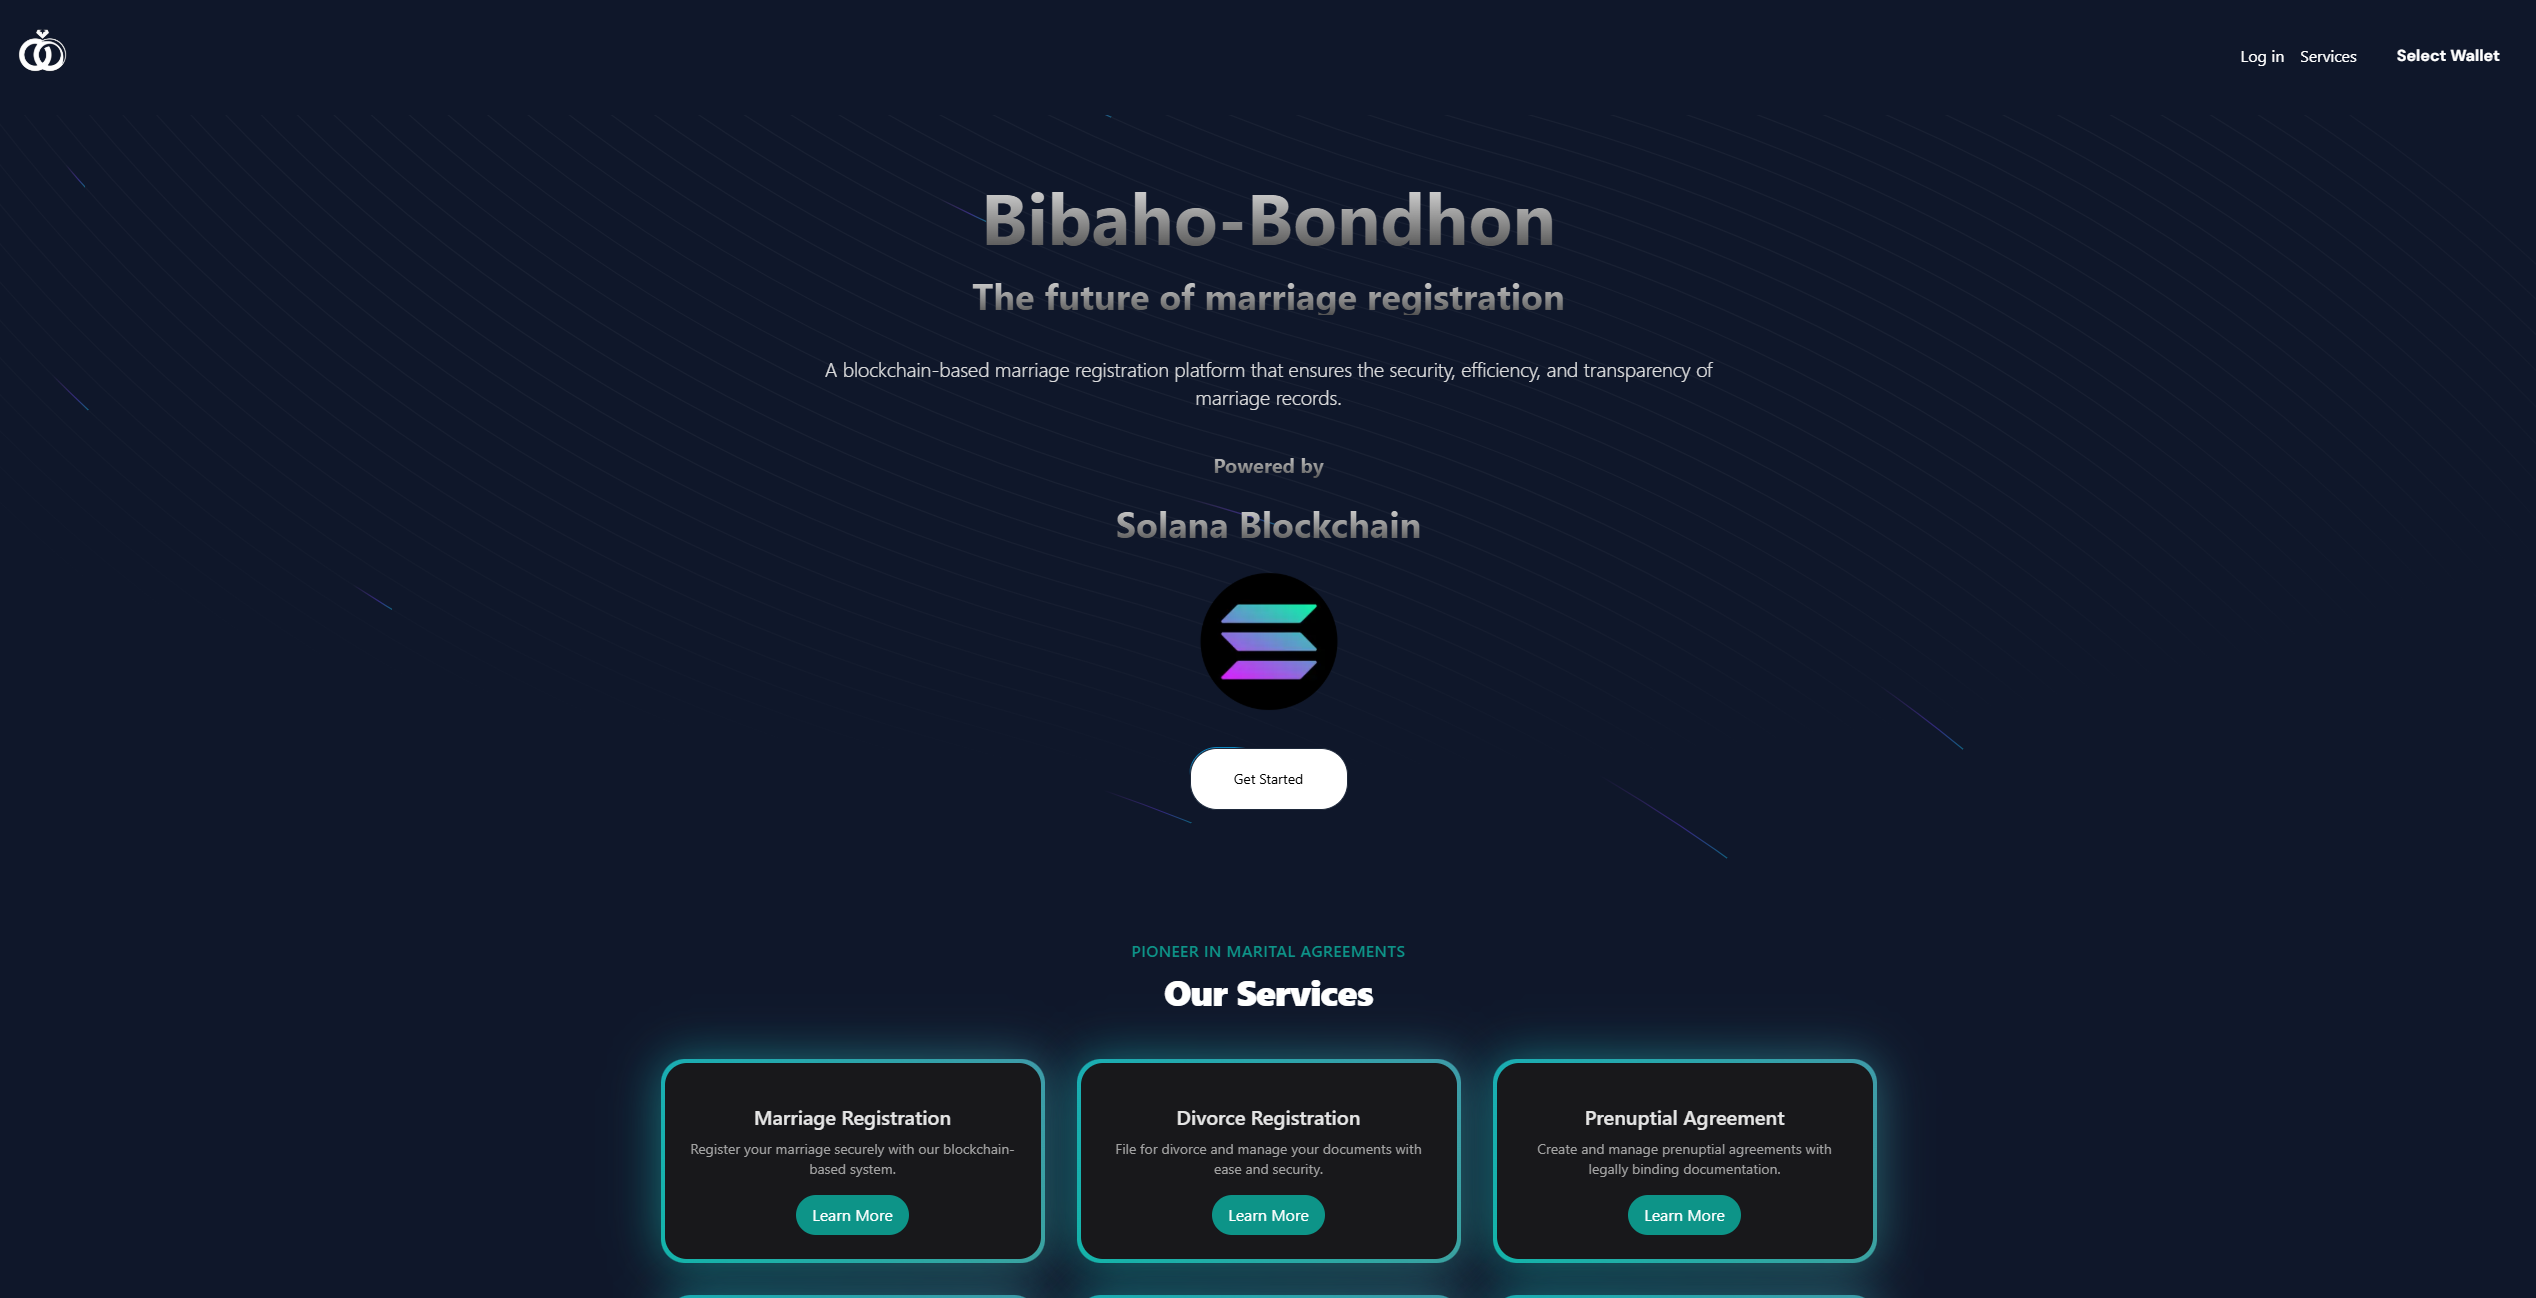 Log in Services Select Wallet
Bibaho-Bondhon
The future of marriage registration
A blockchain-based marriage registration platform that ensures the security, efficiency, and transparency of
marriage records.
Powered by
Solana Blockchain
Get Started
PIONEER IN MARITAL AGREEMENTS
Our Services
Marriage Registration
Register your marriage securely with our blockchain-
based system.
Learn More
Divorce Registration
File for divorce and manage your documents with
ease and security.
Learn More
Prenuptial Agreement
Create and manage prenuptial agreements with
legally binding documentation.
Learn More